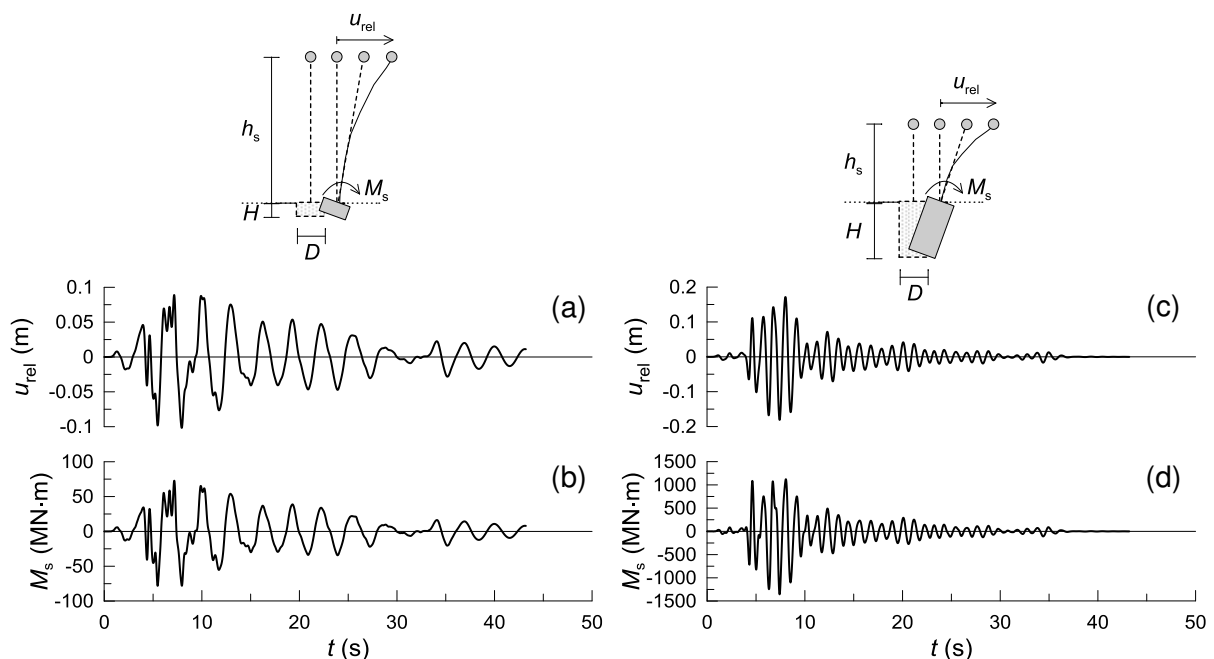 u_rel
h_s
M_s
H
D
u_rel
h_s
M_s
H
D
(a)
u_rel (m)
0.1
0.05
0
-0.05
-0.1
(b)
M_s (MN·m)
100
50
0
-50
-100
0 10 20 30 40 50
t (s)
(c)
u_rel (m)
0.2
0.1
0
-0.1
-0.2
(d)
M_s (MN·m)
1500
1000
500
0
-500
-1000
-1500
0 10 20 30 40 50
t (s)